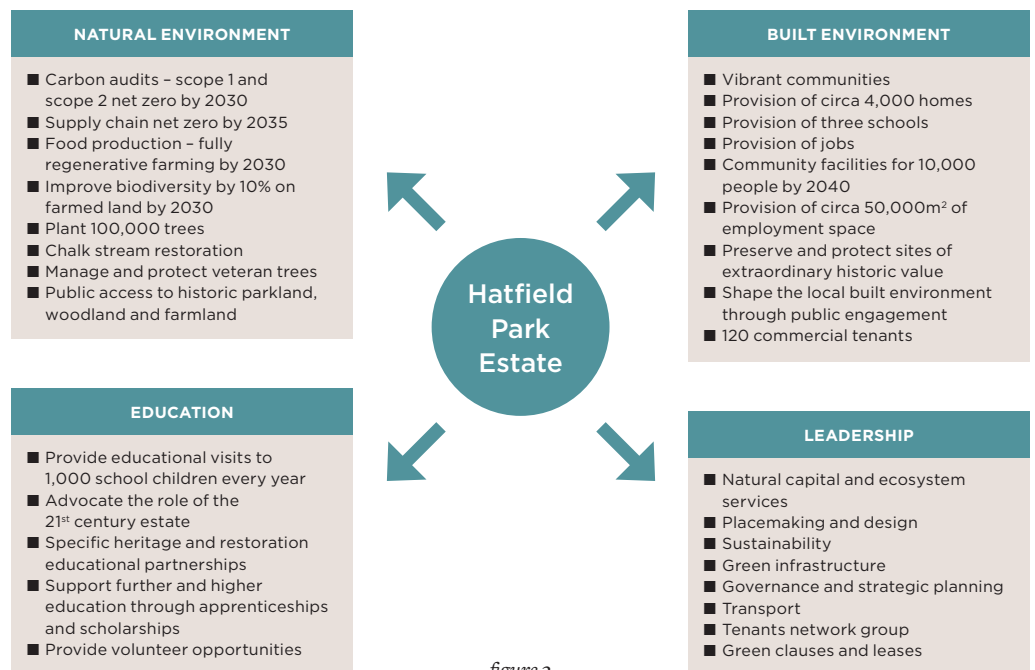 NATURAL ENVIRONMENT
■ Carbon audits – scope 1 and
scope 2 net zero by 2030
■ Supply chain net zero by 2035
■ Food production – fully
regenerative farming by 2030
■ Improve biodiversity by 10% on
farmed land by 2030
■ Plant 100,000 trees
■ Chalk stream restoration
■ Manage and protect veteran trees
■ Public access to historic parkland,
woodland and farmland
BUILT ENVIRONMENT
■ Vibrant communities
■ Provision of circa 4,000 homes
■ Provision of three schools
■ Provision of jobs
■ Community facilities for 10,000
people by 2040
■ Provision of circa 50,000m² of
employment space
■ Preserve and protect sites of
extraordinary historic value
■ Shape the local built environment
through public engagement
■ 120 commercial tenants
Hatfield
Park
Estate
EDUCATION
■ Provide educational visits to
1,000 school children every year
■ Advocate the role of the
21st century estate
■ Specific heritage and restoration
educational partnerships
■ Support further and higher
education through apprenticeships
and scholarships
■ Provide volunteer opportunities
LEADERSHIP
■ Natural capital and ecosystem
services
■ Placemaking and design
■ Sustainability
■ Green infrastructure
■ Governance and strategic planning
■ Transport
■ Tenants network group
■ Green clauses and leases
figure